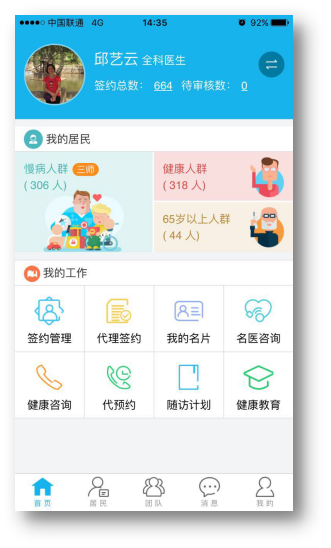 中国联通 4G 14:35 92%
邱艺云 全科医生
签约总数： 664 待审核数： 0
我的居民
慢病人群 三师
( 306 人)
健康人群
( 318 人)
65岁以上人群
( 44 人)
我的工作
签约管理 代理签约 我的名片 名医咨询
健康咨询 代预约 随访计划 健康教育
首页 居民 团队 消息 我的